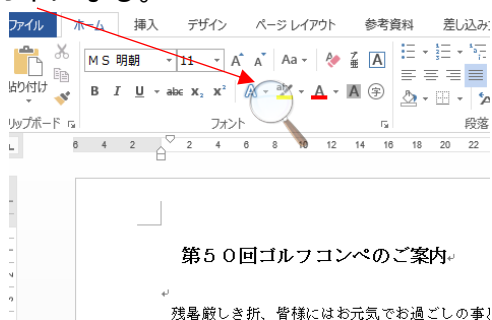 ファイル ホーム 挿入 デザイン ページ レイアウト 参考資料 差し込み
MS 明朝 11 A A Aa 亜 A
貼り付け B I U abc X₂ X² A aby A A 字
クリップボード フォント 段落
L 6 4 2 2 4 6 8 10 12 14 16 18 20 22
第５０回ゴルフコンペのご案内
残暑厳しき折、皆様にはお元気でお過ごしの事